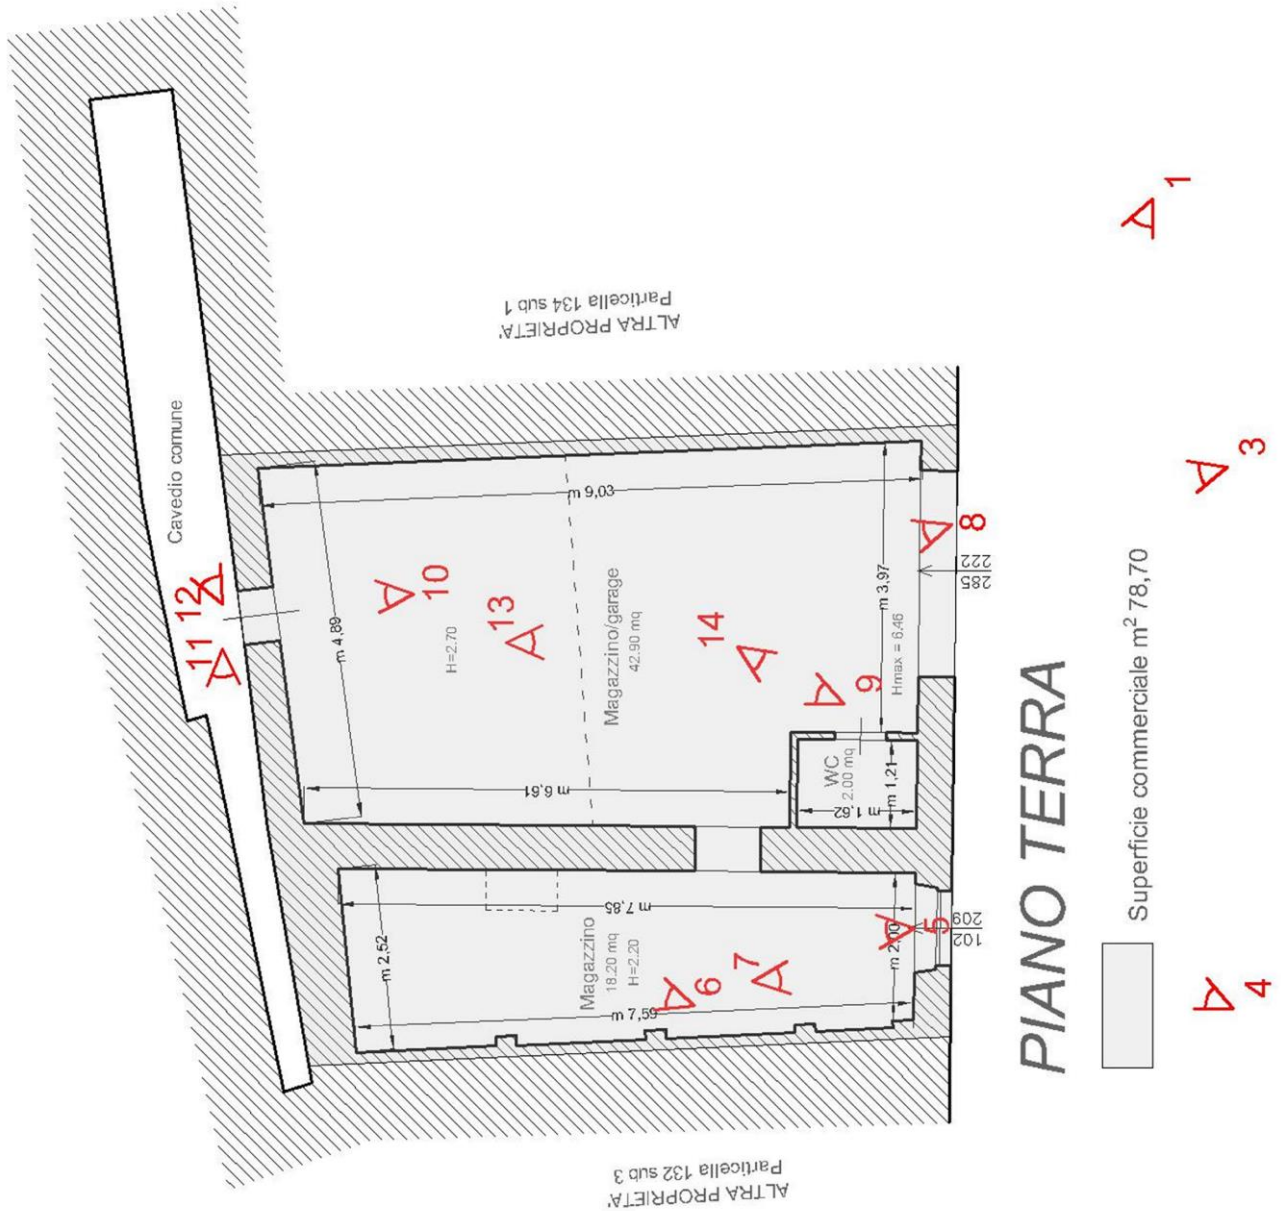 Cavedio comune
12
11
ALTRA PROPRIETA'
Particella 134 sub 1
m 4,89
m 9,03
10
13
H=2.70
Magazzino/garage
42.90 mq
14
9
m 3,97
Hmax = 6,46
8
222
285
m 6,61
WC
2.00 mq
m 1,21
m 1,62
m 2,52
m 7,85
Magazzino
18.20 mq
H=2.20
6
7
m 7,59
m 2,00
5
209
102
ALTRA PROPRIETA'
Particella 132 sub 3
PIANO TERRA
Superficie commerciale m² 78,70
1
3
4